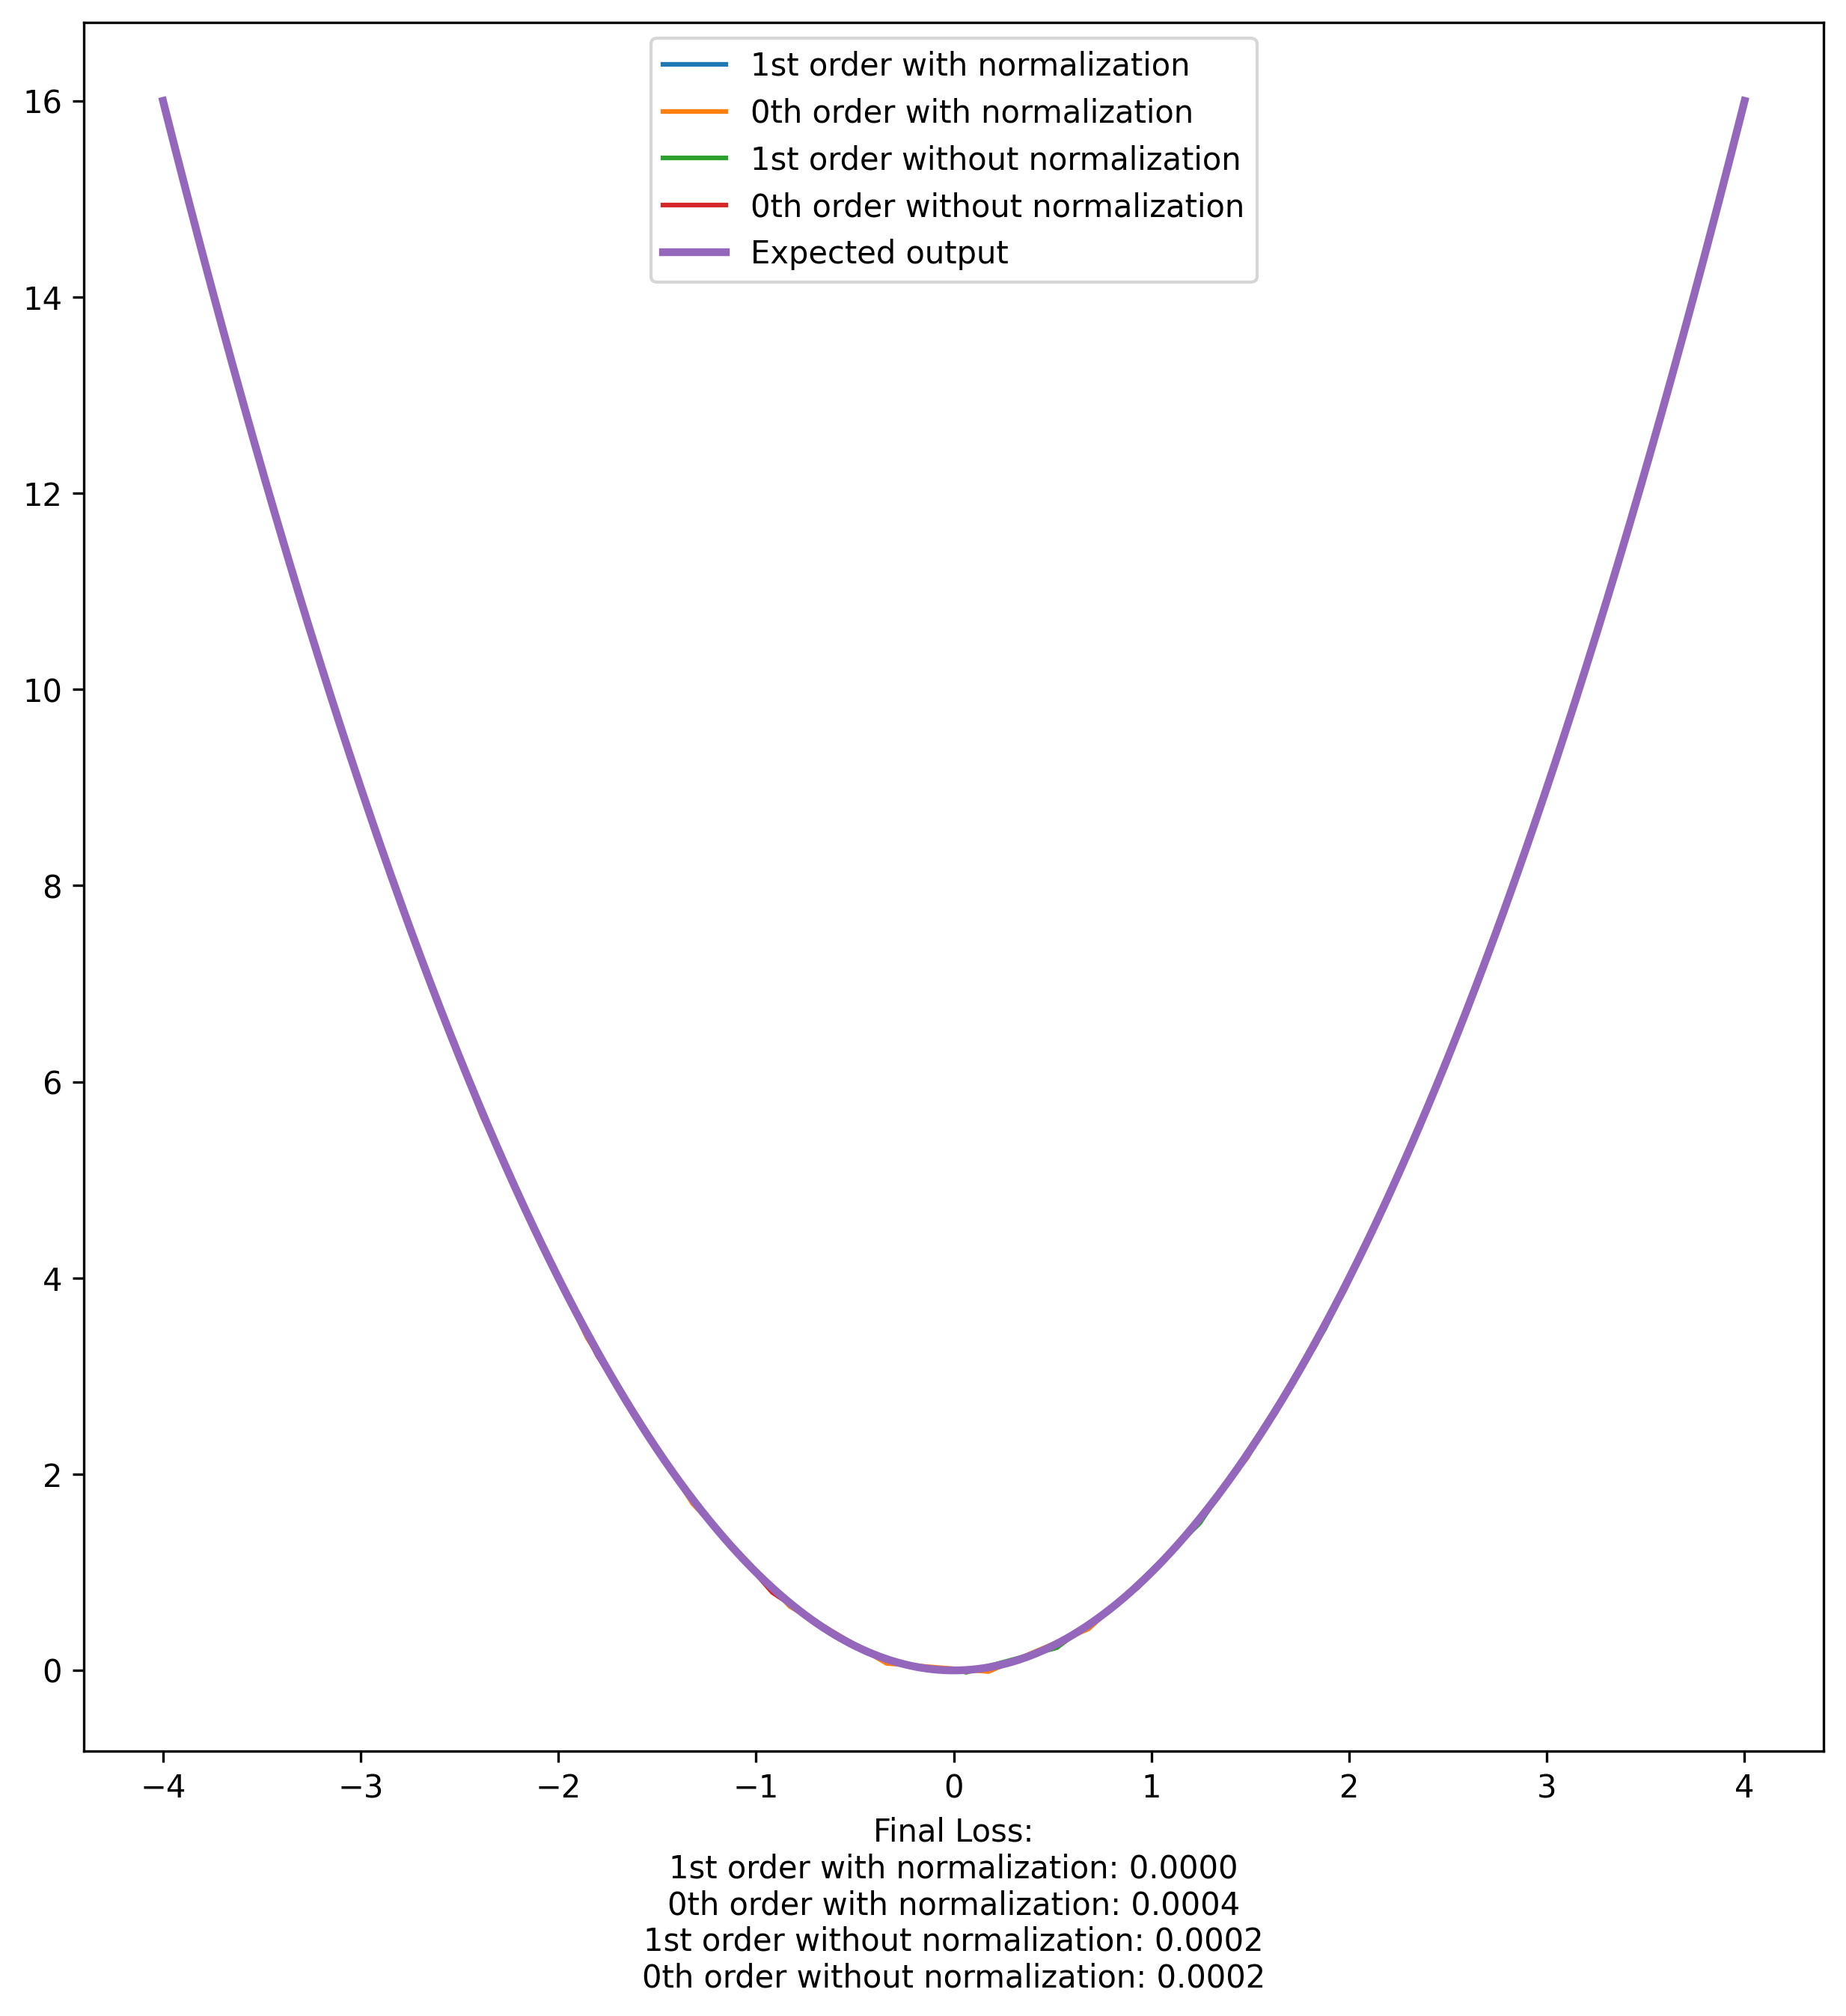 1st order with normalization
0th order with normalization
1st order without normalization
0th order without normalization
Expected output
16
14
12
10
8
6
4
2
0
−4 −3 −2 −1 0 1 2 3 4
Final Loss:
1st order with normalization: 0.0000
0th order with normalization: 0.0004
1st order without normalization: 0.0002
0th order without normalization: 0.0002